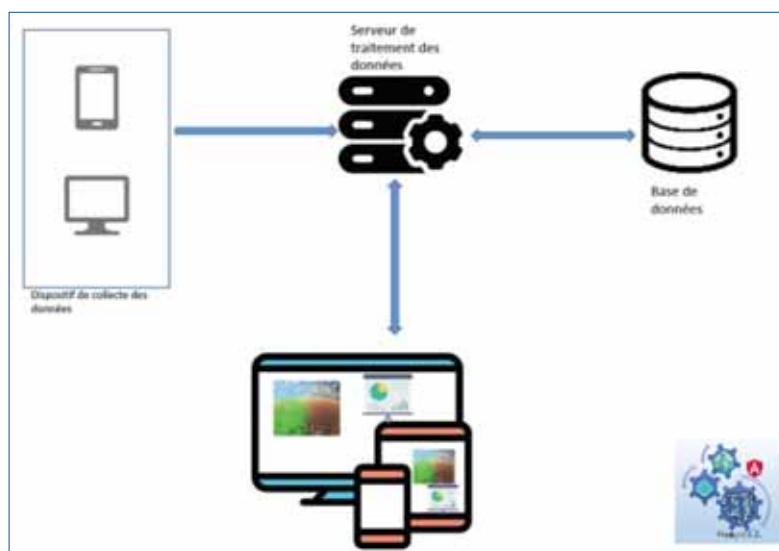 Serveur de
traitement des
données
Base de
données
Dispositif de collecte des
données